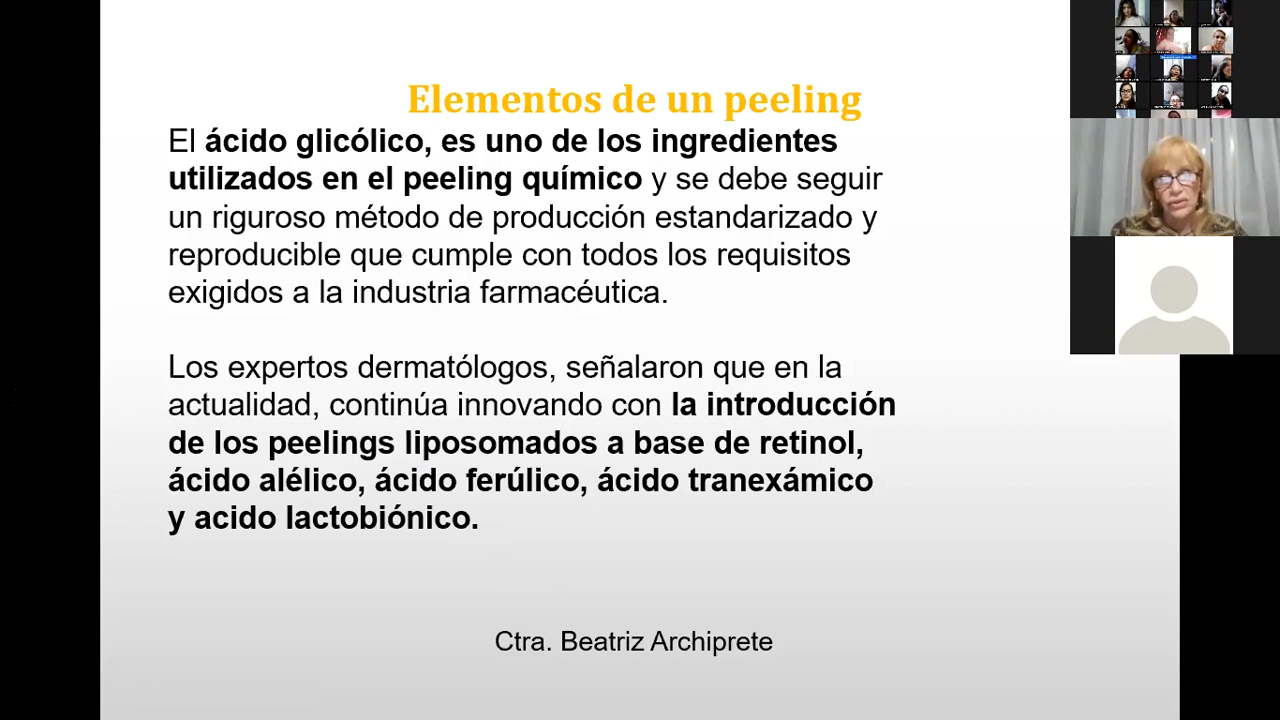 Elementos de un peeling
El ácido glicólico, es uno de los ingredientes
utilizados en el peeling químico y se debe seguir
un riguroso método de producción estandarizado y
reproducible que cumple con todos los requisitos
exigidos a la industria farmacéutica.
Los expertos dermatólogos, señalaron que en la
actualidad, continúa innovando con la introducción
de los peelings liposomados a base de retinol,
ácido alélico, ácido ferúlico, ácido tranexámico
y acido lactobiónico.
Ctra. Beatriz Archiprete